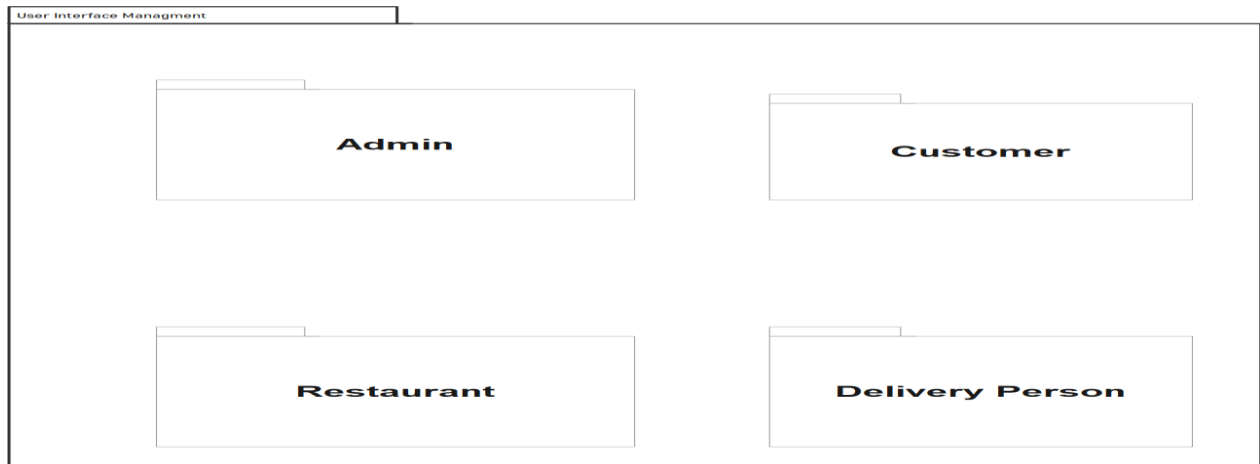 User Interface Managment
Admin
Customer
Restaurant
Delivery Person